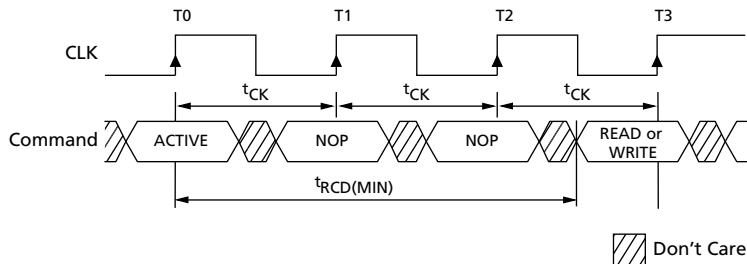 T0 T1 T2 T3
CLK
tCK tCK tCK
Command ACTIVE NOP NOP READ or
WRITE
tRCD(MIN)
Don't Care